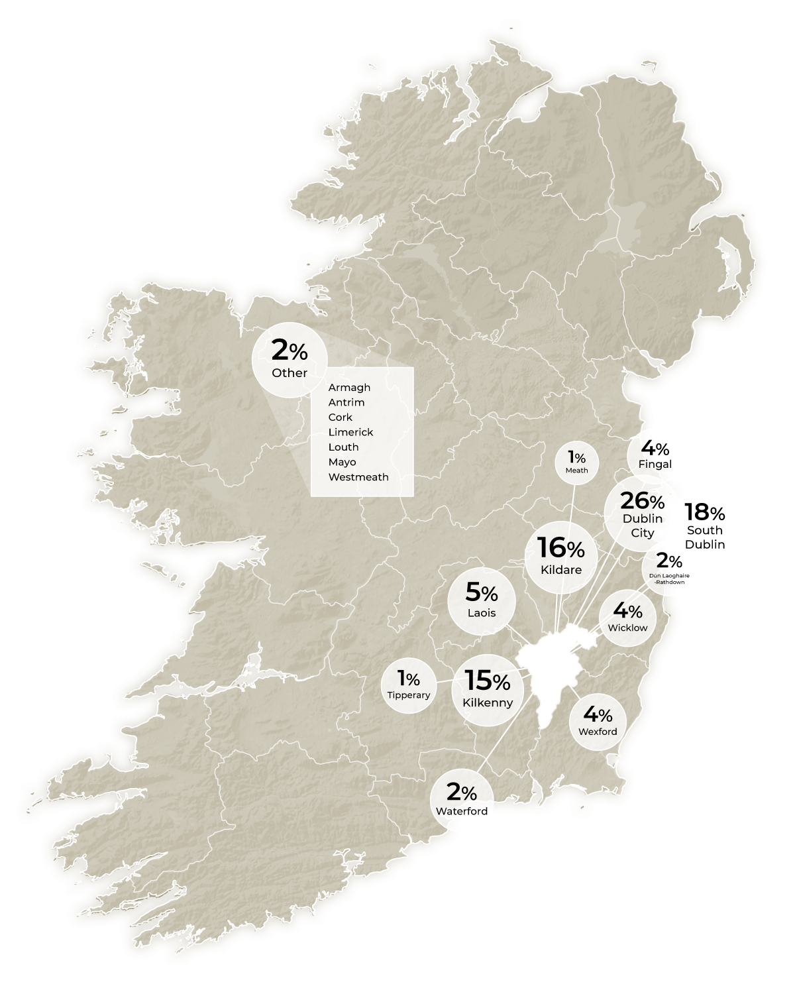 2%
Other
Armagh
Antrim
Cork
Limerick
Louth
Mayo
Westmeath
1%
Meath
4%
Fingal
26%
Dublin
City
18%
South
Dublin
16%
Kildare
2%
Dún Laoghaire
-Rathdown
5%
Laois
4%
Wicklow
1%
Tipperary
15%
Kilkenny
4%
Wexford
2%
Waterford